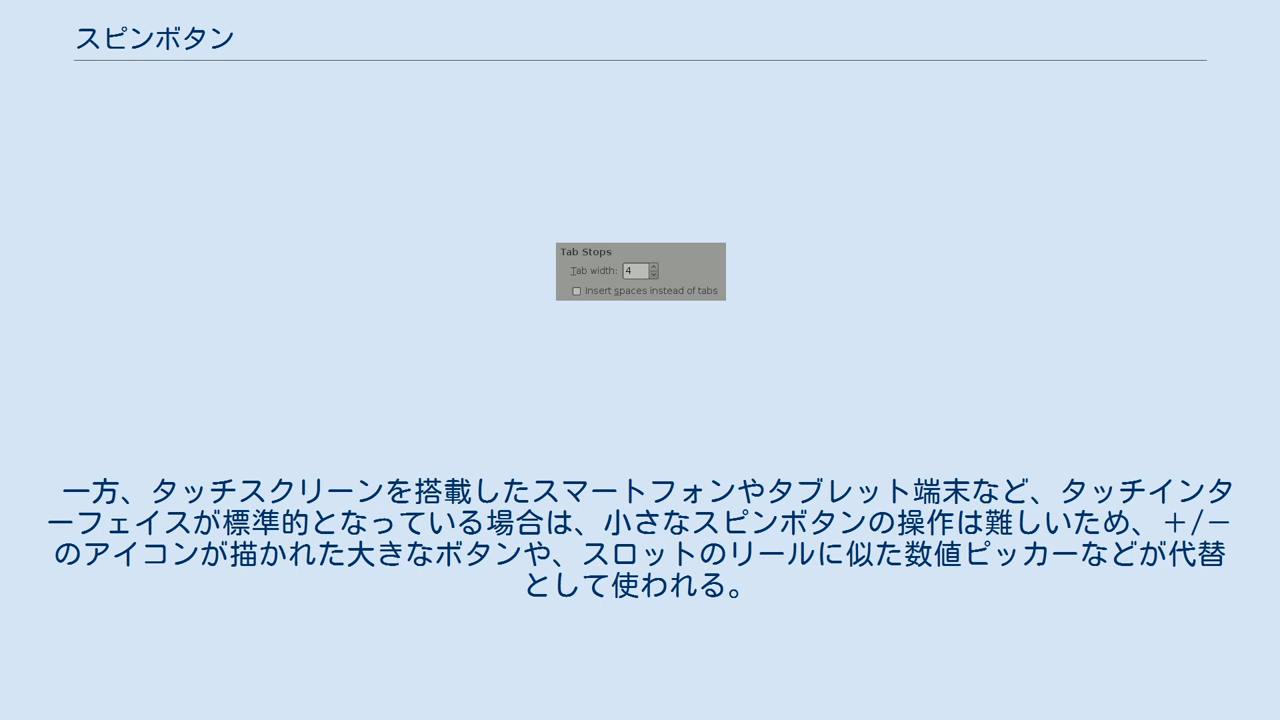 スピンボタン
Tab Stops
Tab width: 4
Insert spaces instead of tabs
一方、タッチスクリーンを搭載したスマートフォンやタブレット端末など、タッチインタ
ーフェイスが標準的となっている場合は、小さなスピンボタンの操作は難しいため、＋/－
のアイコンが描かれた大きなボタンや、スロットのリールに似た数値ピッカーなどが代替
として使われる。